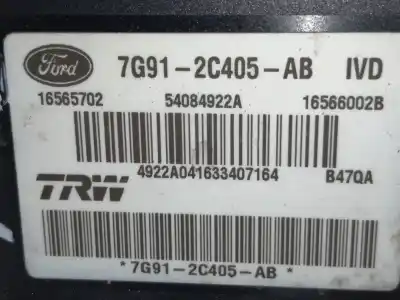 Ford 7G91-2C405-AB IVD
16565702 54084922A 16566002B
4922A041633407164 B47QA
TRW
*7G91-2C405-AB*